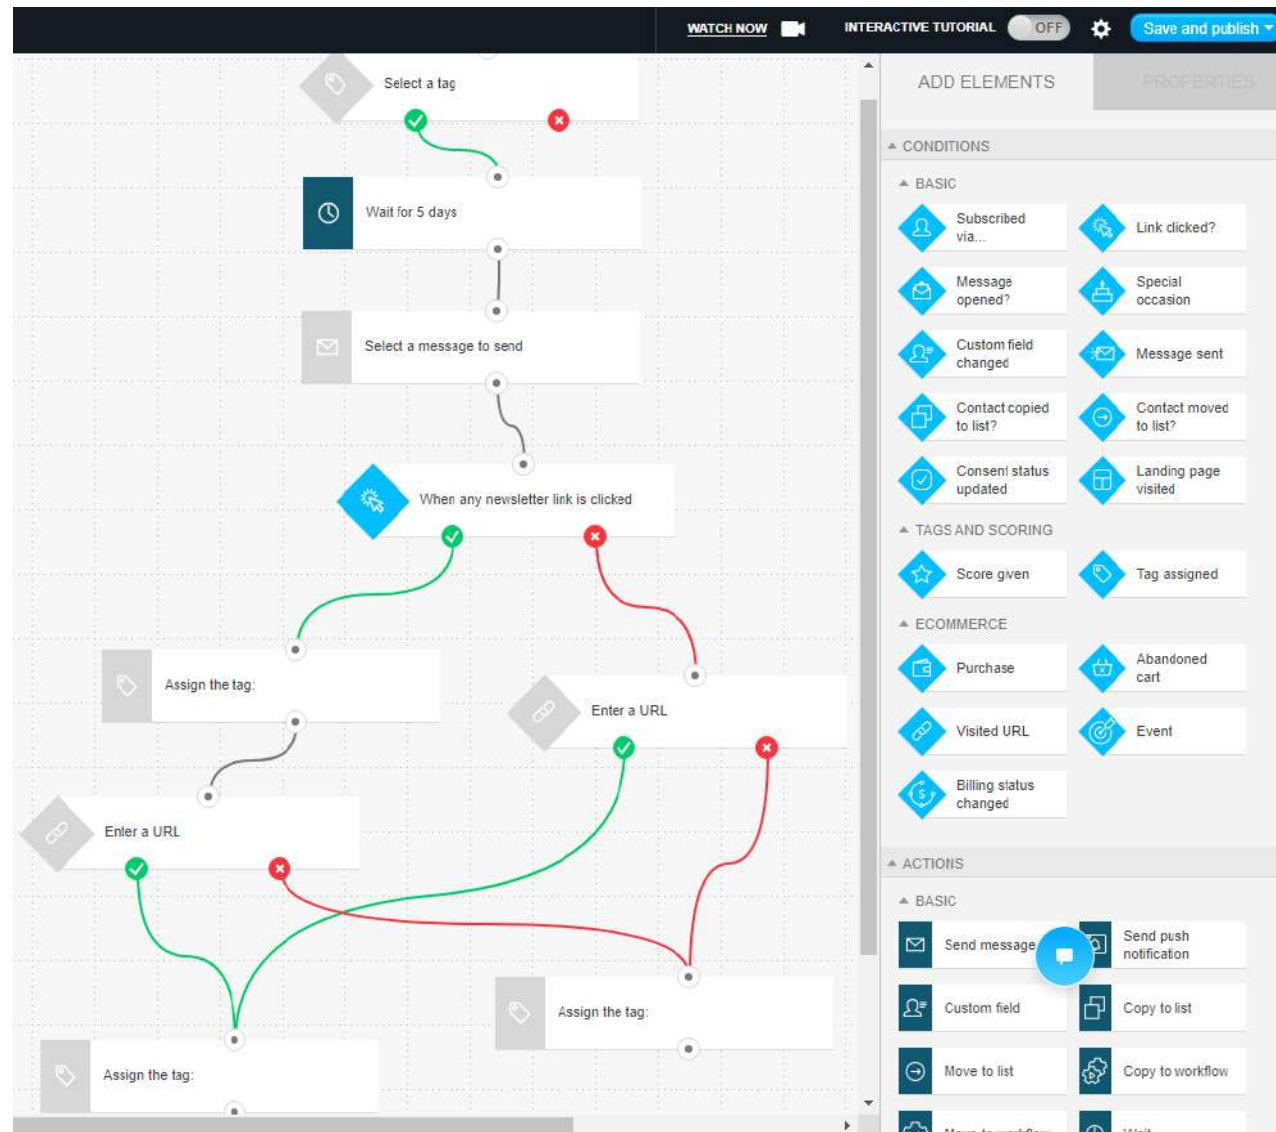 WATCH NOW
INTERACTIVE TUTORIAL
OFF
Save and publish
Select a tag
Wait for 5 days
Select a message to send
When any newsletter link is clicked
Assign the tag:
Enter a URL
Enter a URL
Assign the tag:
Assign the tag:
ADD ELEMENTS
PROPERTIES
CONDITIONS
BASIC
Subscribed
via...
Link clicked?
Message
opened?
Special
occasion
Custom field
changed
Message sent
Contact copied
to list?
Contact moved
to list?
Consent status
updated
Landing page
visited
TAGS AND SCORING
Score given
Tag assigned
ECOMMERCE
Purchase
Abandoned
cart
Visited URL
Event
Billing status
changed
ACTIONS
BASIC
Send message
Send push
notification
Custom field
Copy to list
Move to list
Copy to workflow
Move to workflow
Wait